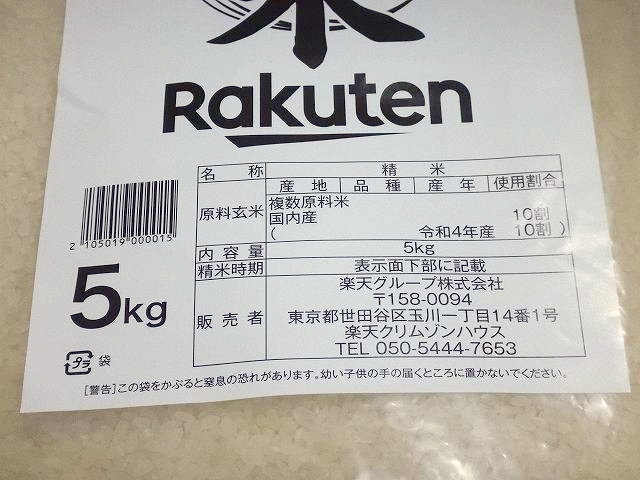 米
Rakuten
名称 精米
原料玄米 産地 品種 産年 使用割合
複数原料米
国内産 10割
( 令和4年産 10割 )
内容量 5kg
精米時期 表示面下部に記載
販売者 楽天グループ株式会社
〒158-0094
東京都世田谷区玉川一丁目14番1号
楽天クリムゾンハウス
TEL 050-5444-7653
2 105019 000015
5kg
プラ 袋
[警告]この袋をかぶると窒息の恐れがあります。幼い子供の手の届くところに置かないでください。